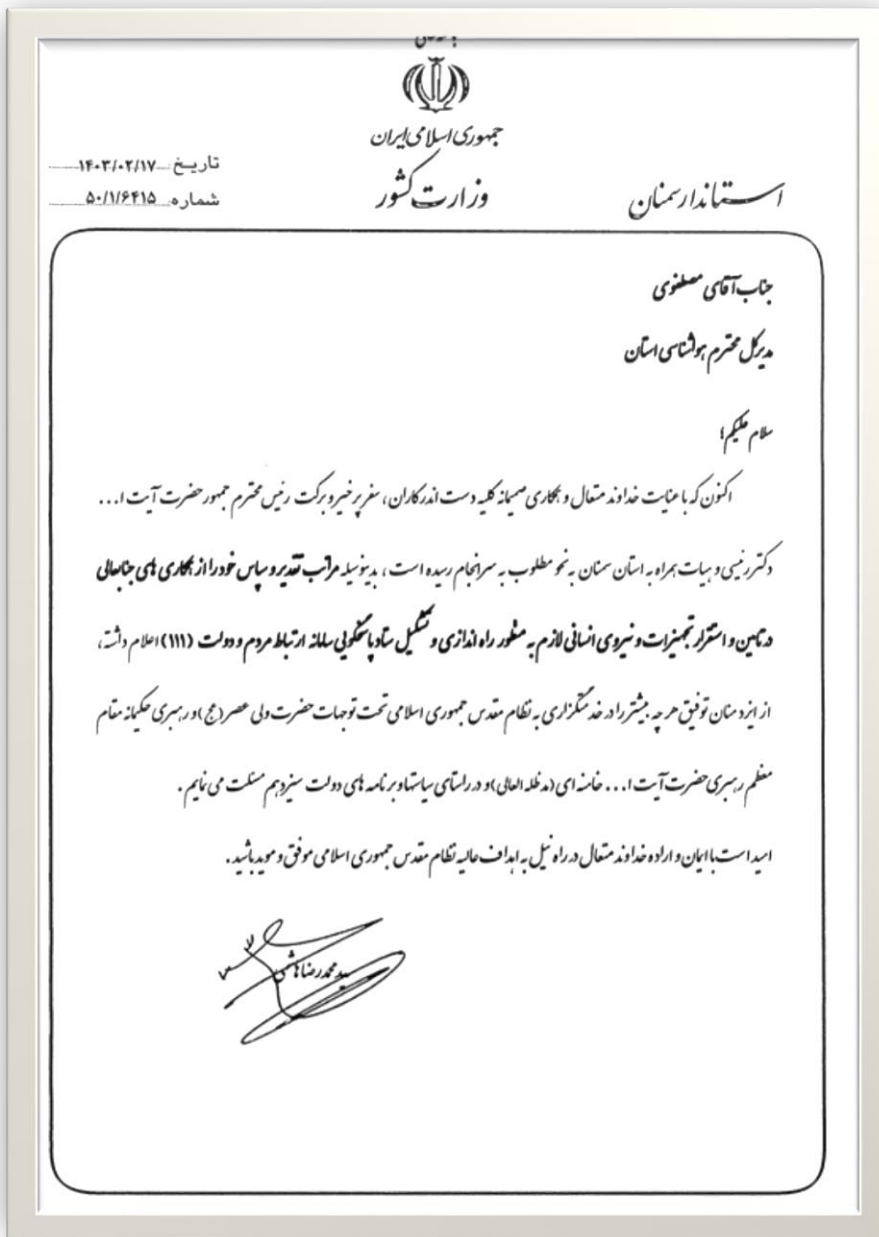 جمهوری اسلامی ایران
وزارت کشور
استاندار سمنان
تاریخ ۱۴۰۳/۰۲/۱۷
شماره ۵۰/۱/۶۴۱۵
جناب آقای مصطفوی
مدیرکل محترم هواشناسی استان
سلام علیکم؛
اکنون که با عنایت خداوند متعال و همکاری صمیمانه کلیه دست اندرکاران، سفر پر خیر و برکت رئیس محترم جمهور حضرت آیت ا...
دکتر رئیسی و هیات همراه به استان سمنان به نحو مطلوب به سرانجام رسیده است، بدینوسیله مراتب تقدیر و سپاس خود را از همکاری های جنابعالی
در تامین و استقرار تجهیزات و نیروی انسانی لازم به منظور راه اندازی و تشکیل ستاد پاسخگویی سامانه ارتباط مردم و دولت (۱۱۱) اعلام داشته،
از ایزد منان توفیق هر چه بیشتر را در خدمتگزاری به نظام مقدس جمهوری اسلامی تحت توجهات حضرت ولی عصر (عج) و رهبری حکیمانه مقام
معظم رهبری حضرت آیت ا... خامنه ای (مدظله العالی) و در راستای سیاستها و برنامه های دولت سیزدهم مسئلت می نمایم.
امید است با ایمان و اراده خداوند متعال در راه نیل به اهداف عالیه نظام مقدس جمهوری اسلامی موفق و موید باشید.
سید محمدرضا هاشمی